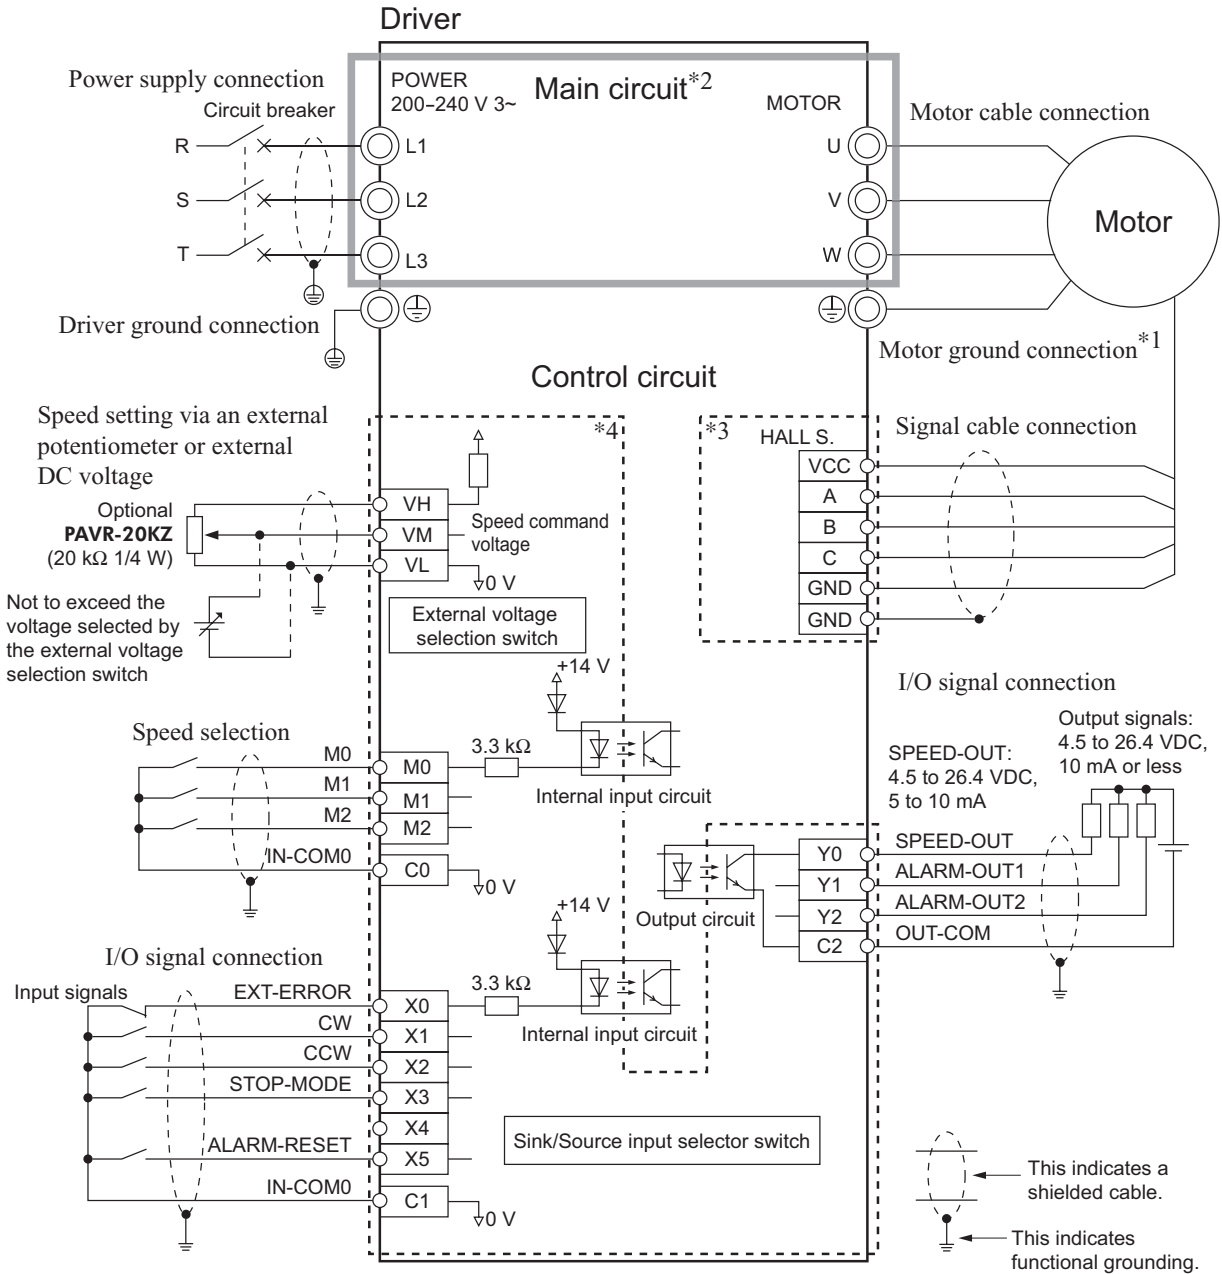 Driver
Power supply connection
Circuit breaker
R
S
T
POWER
200–240 V 3~
Main circuit*2
MOTOR
L1
L2
L3
U
V
W
Motor cable connection
Motor
Driver ground connection
Motor ground connection*1
Control circuit
Speed setting via an external
potentiometer or external
DC voltage
Optional
PAVR-20KZ
(20 kΩ 1/4 W)
Not to exceed the
voltage selected by
the external voltage
selection switch
*4
VH
VM
VL
Speed command
voltage
0 V
External voltage
selection switch
*3
HALL S.
VCC
A
B
C
GND
GND
Signal cable connection
Speed selection
M0
M1
M2
IN-COM0
M0
M1
M2
C0
3.3 kΩ
+14 V
Internal input circuit
0 V
I/O signal connection
SPEED-OUT:
4.5 to 26.4 VDC,
5 to 10 mA
Output signals:
4.5 to 26.4 VDC,
10 mA or less
Output circuit
Y0
Y1
Y2
C2
SPEED-OUT
ALARM-OUT1
ALARM-OUT2
OUT-COM
I/O signal connection
Input signals
EXT-ERROR
CW
CCW
STOP-MODE
ALARM-RESET
IN-COM0
X0
X1
X2
X3
X4
X5
C1
3.3 kΩ
+14 V
Internal input circuit
0 V
Sink/Source input selector switch
This indicates a
shielded cable.
This indicates
functional grounding.